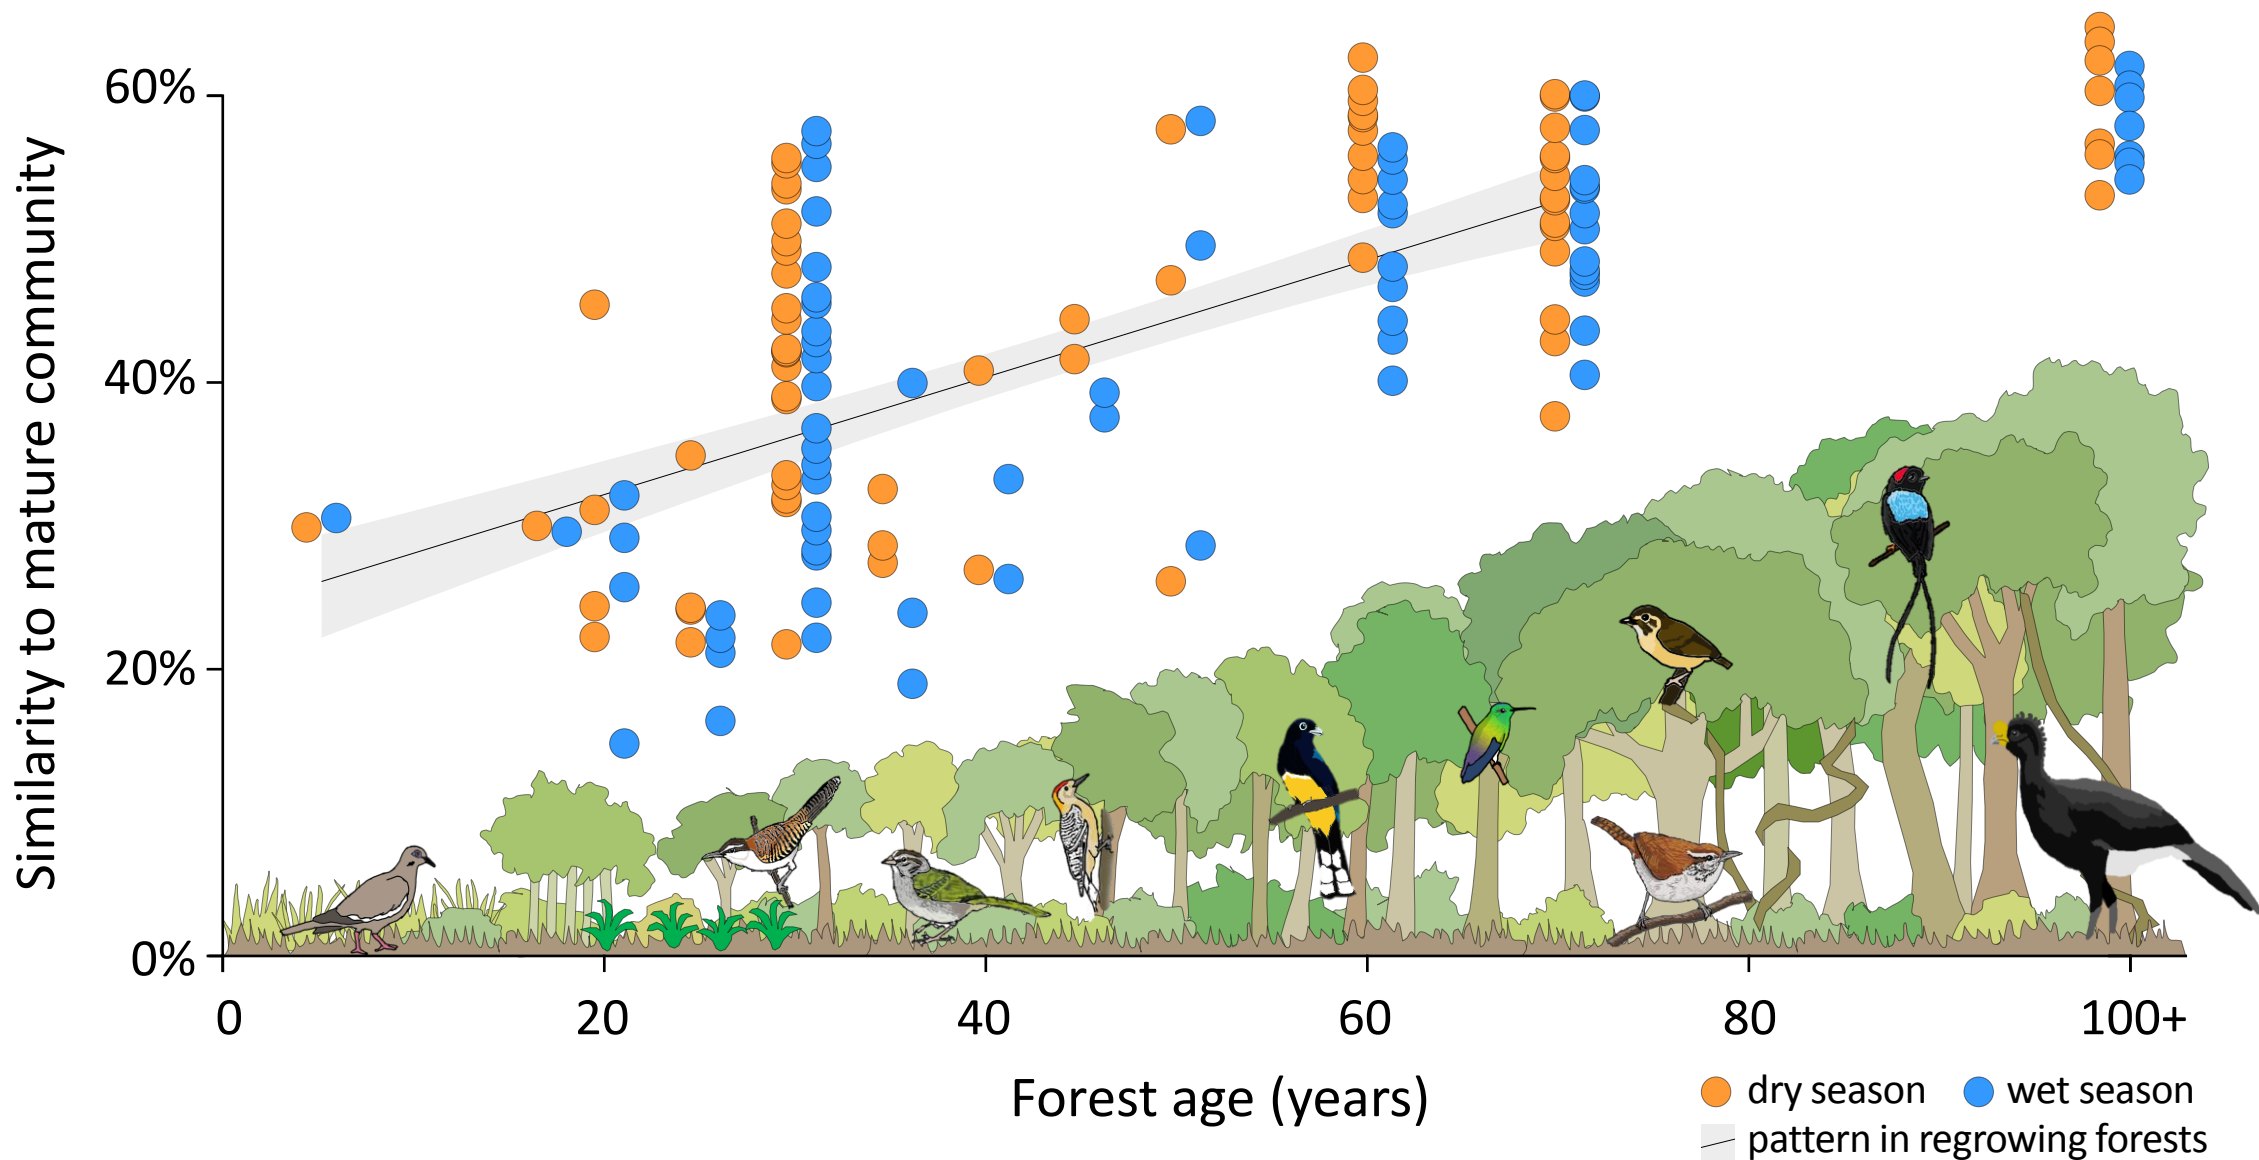 Similarity to mature community
60%
40%
20%
0%
0 20 40 60 80 100+
Forest age (years)
dry season wet season
pattern in regrowing forests